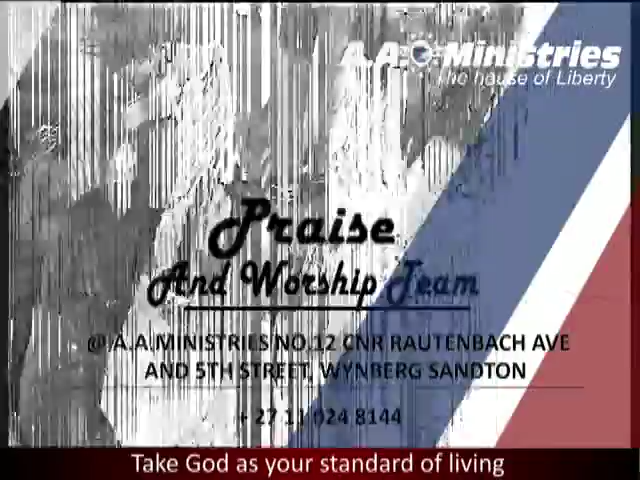 A.A. Ministries
The house of Liberty
Praise
And Worship Team
@ A.A.MINISTRIES NO.12 CNR RAUTENBACH AVE
AND 5TH STREET, WYNBERG SANDTON
+ 27 11 024 8144
Take God as your standard of living